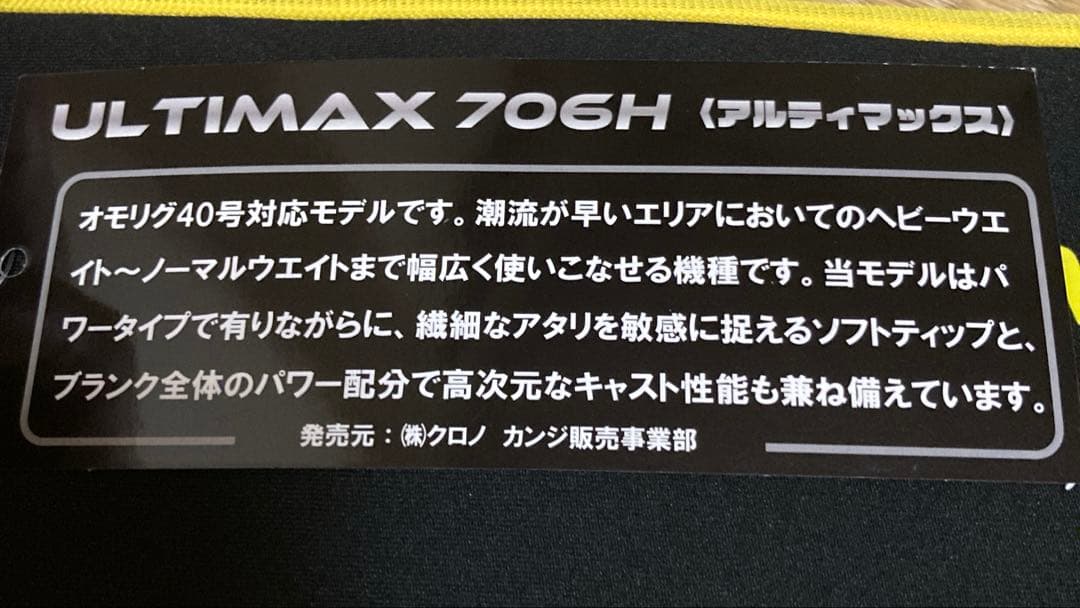 ULTIMAX 706H 〈アルティマックス〉
オモリグ40号対応モデルです。潮流が早いエリアにおいてのヘビーウエ
イト～ノーマルウエイトまで幅広く使いこなせる機種です。当モデルはパ
ワータイプで有りながらに、繊細なアタリを敏感に捉えるソフトティップと、
ブランク全体のパワー配分で高次元なキャスト性能も兼ね備えています。
発売元：㈱クロノ カンジ販売事業部